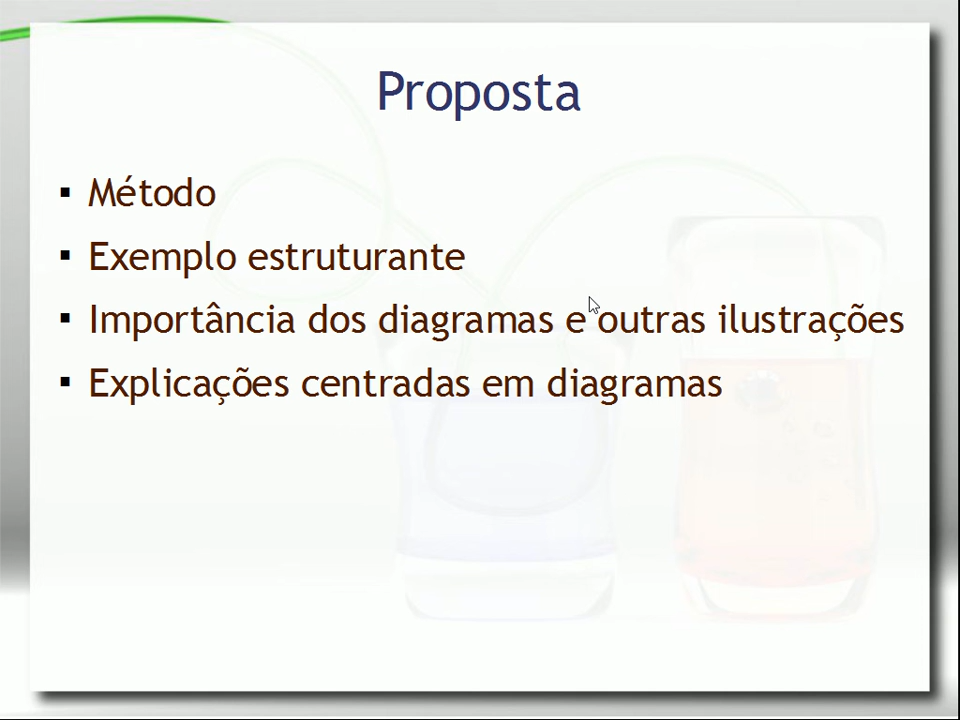 Proposta
▪ Método
▪ Exemplo estruturante
▪ Importância dos diagramas e outras ilustrações
▪ Explicações centradas em diagramas